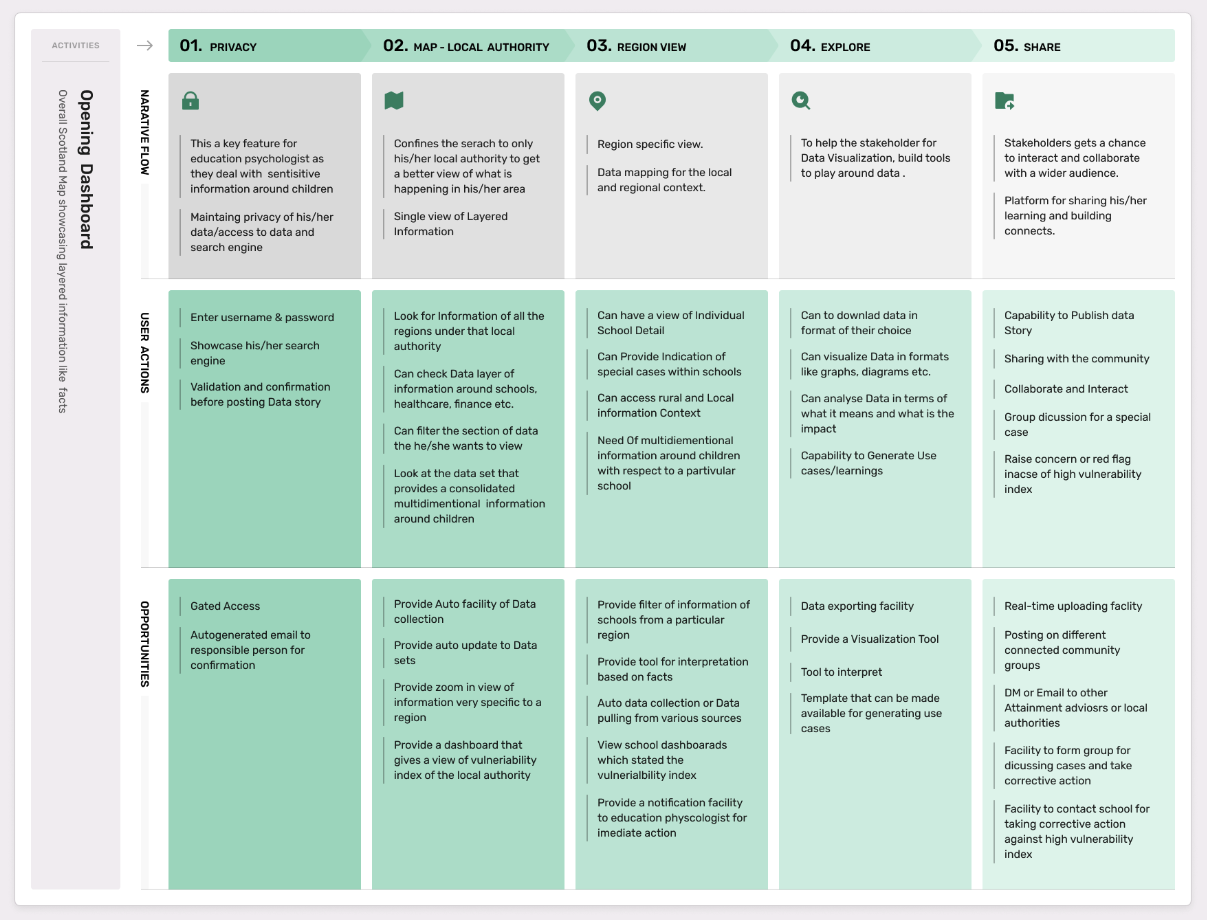 ACTIVITIES
Opening Dashboard
Overall Scotland Map showcasing layered information like facts
01. PRIVACY
02. MAP - LOCAL AUTHORITY
03. REGION VIEW
04. EXPLORE
05. SHARE
NARATIVE FLOW
This a key feature for
education psychologist as
they deal with sentisitive
information around children
Maintaing privacy of his/her
data/access to data and
search engine
Confines the serach to only
his/her local authority to get
a better view of what is
happening in his/her area
Single view of Layered
Information
Region specific view.
Data mapping for the local
and regional context.
To help the stakeholder for
Data Visualization, build tools
to play around data .
Stakeholders gets a chance
to interact and collaborate
with a wider audience.
Platform for sharing his/her
learning and building
connects.
USER ACTIONS
Enter username & password
Showcase his/her search
engine
Validation and confirmation
before posting Data story
Look for Information of all the
regions under that local
authority
Can check Data layer of
information around schools,
healthcare, finance etc.
Can filter the section of data
the he/she wants to view
Look at the data set that
provides a consolidated
multidimentional information
around children
Can have a view of Individual
School Detail
Can Provide Indication of
special cases within schools
Can access rural and Local
information Context
Need Of multidiementional
information around children
with respect to a partivular
school
Can to downlad data in
format of their choice
Can visualize Data in formats
like graphs, diagrams etc.
Can analyse Data in terms of
what it means and what is the
impact
Capability to Generate Use
cases/learnings
Capability to Publish data
Story
Sharing with the community
Collaborate and Interact
Group dicussion for a special
case
Raise concern or red flag
inacse of high vulnerability
index
OPPORTUNITIES
Gated Access
Autogenerated email to
responsible person for
confirmation
Provide Auto facility of Data
collection
Provide auto update to Data
sets
Provide zoom in view of
information very specific to a
region
Provide a dashboard that
gives a view of vulneriability
index of the local authority
Provide filter of information of
schools from a particular
region
Provide tool for interpretation
based on facts
Auto data collection or Data
pulling from various sources
View school dashboarads
which stated the
vulnerialbility index
Provide a notification facility
to education physcologist for
imediate action
Data exporting facility
Provide a Visualization Tool
Tool to interpret
Template that can be made
available for generating use
cases
Real-time uploading faclity
Posting on different
connected community
groups
DM or Email to other
Attainment adviosrs or local
authorities
Facility to form group for
dicussing cases and take
corrective action
Facility to contact school for
taking corrective action
against high vulnerability
index